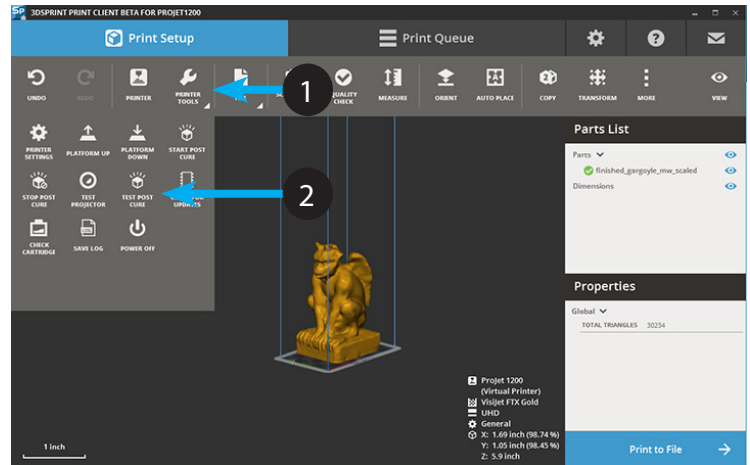 3DSPRINT PRINT CLIENT BETA FOR PROJET1200
Print Setup
Print Queue
UNDO
REDO
PRINTER
PRINTER TOOLS
1
QUALITY CHECK
MEASURE
ORIENT
AUTO PLACE
COPY
TRANSFORM
MORE
VIEW
PRINTER SETTINGS
PLATFORM UP
PLATFORM DOWN
START POST CURE
STOP POST CURE
TEST PROJECTOR
TEST POST CURE
UPDATES
2
CHECK CARTRIDGE
SAVE LOG
POWER OFF
Parts List
Parts
finished_gargoyle_mw_scaled
Dimensions
Properties
Global
TOTAL TRIANGLES 30234
ProJet 1200
(Virtual Printer)
VisiJet FTX Gold
UHD
General
X: 1.69 inch (98.74 %)
Y: 1.05 inch (98.45 %)
Z: 5.9 inch
1 inch
Print to File